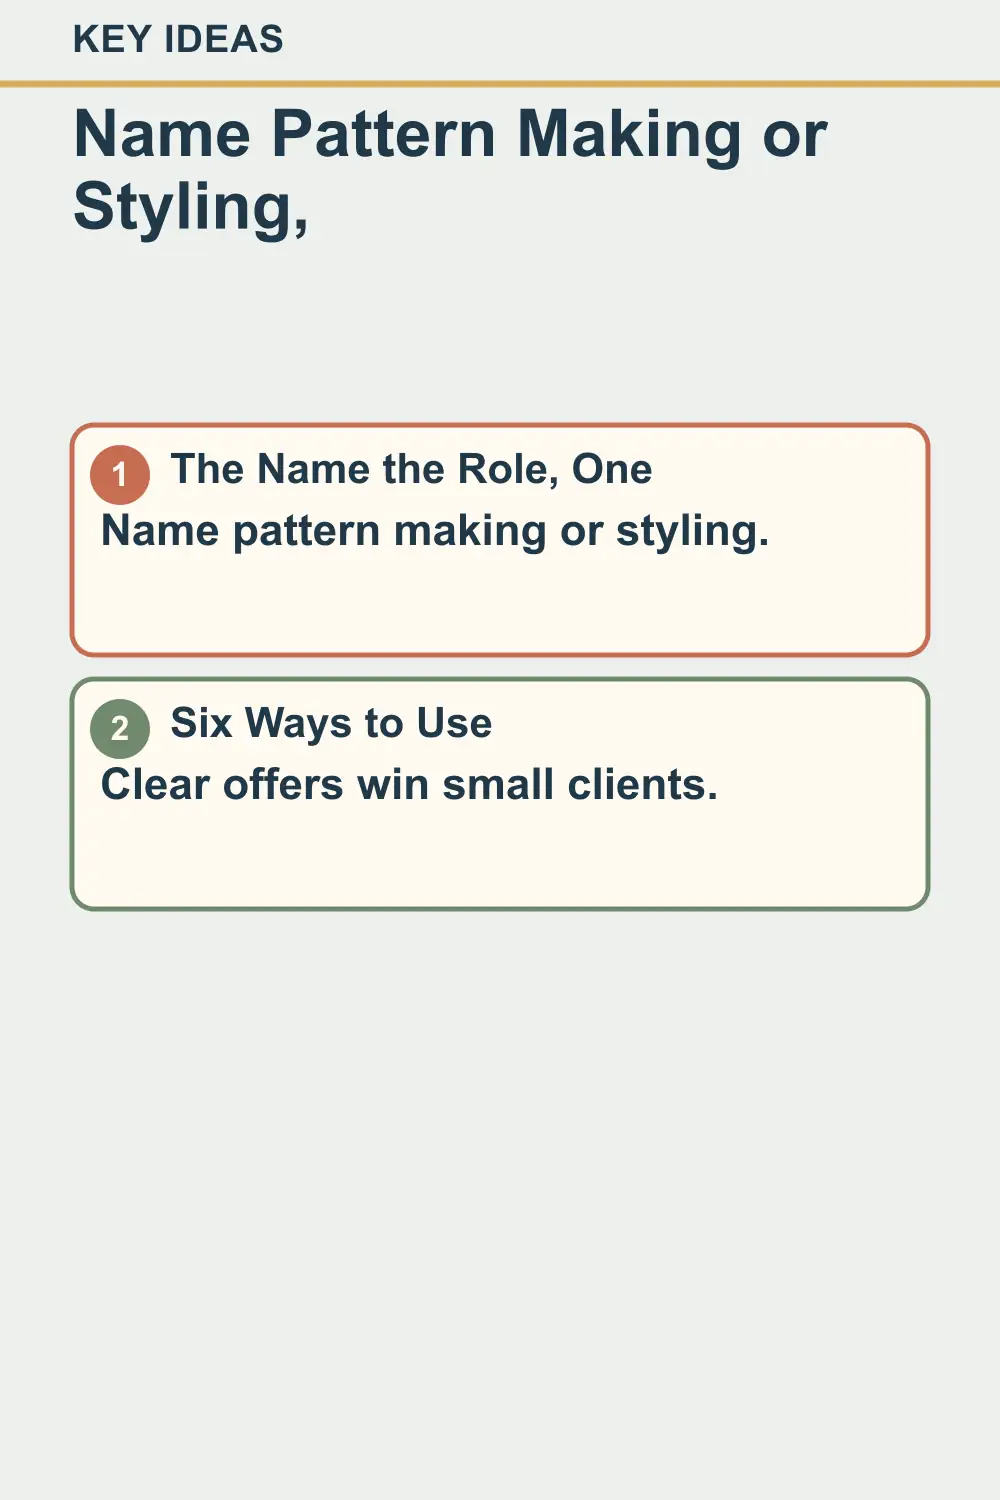 KEY IDEAS
Name Pattern Making or
Styling,
1 The Name the Role, One
Name pattern making or styling.
2 Six Ways to Use
Clear offers win small clients.